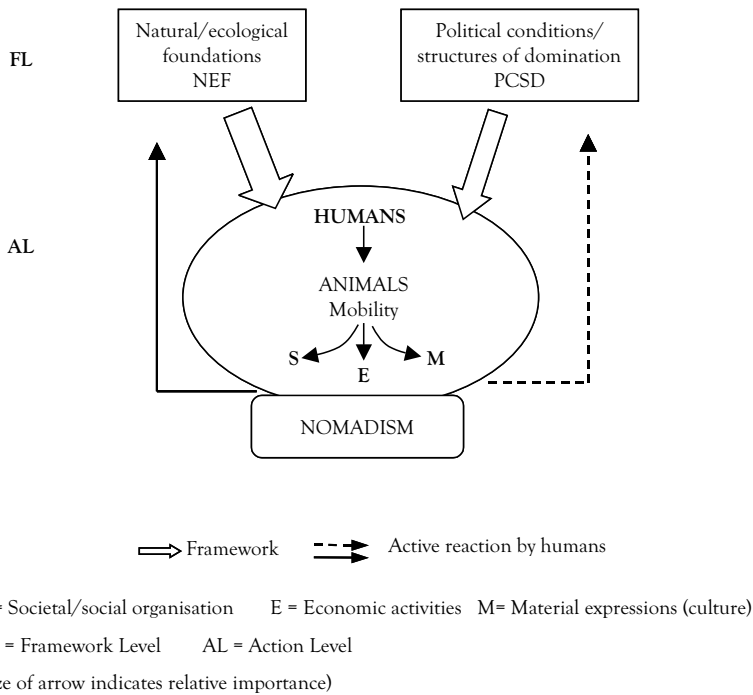 Natural/ecological
foundations
NEF
Political conditions/
structures of domination
PCSD
FL
HUMANS
AL
ANIMALS
Mobility
S
E
M
NOMADISM
Framework
Active reaction by humans
= Societal/social organisation E = Economic activities M= Material expressions (culture)
= Framework Level AL = Action Level
of arrow indicates relative importance)